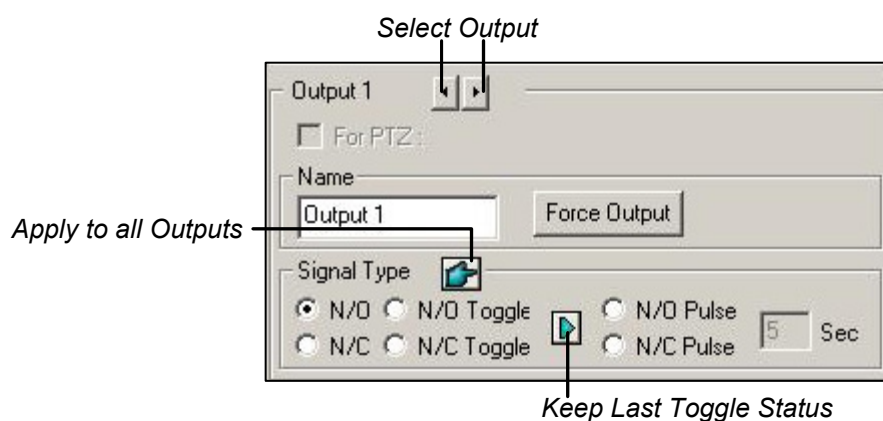 Select Output
Output 1
For PTZ :
Name
Output 1
Force Output
Apply to all Outputs
Signal Type
N/O N/O Toggle N/O Pulse
N/C N/C Toggle N/C Pulse
5 Sec
Keep Last Toggle Status